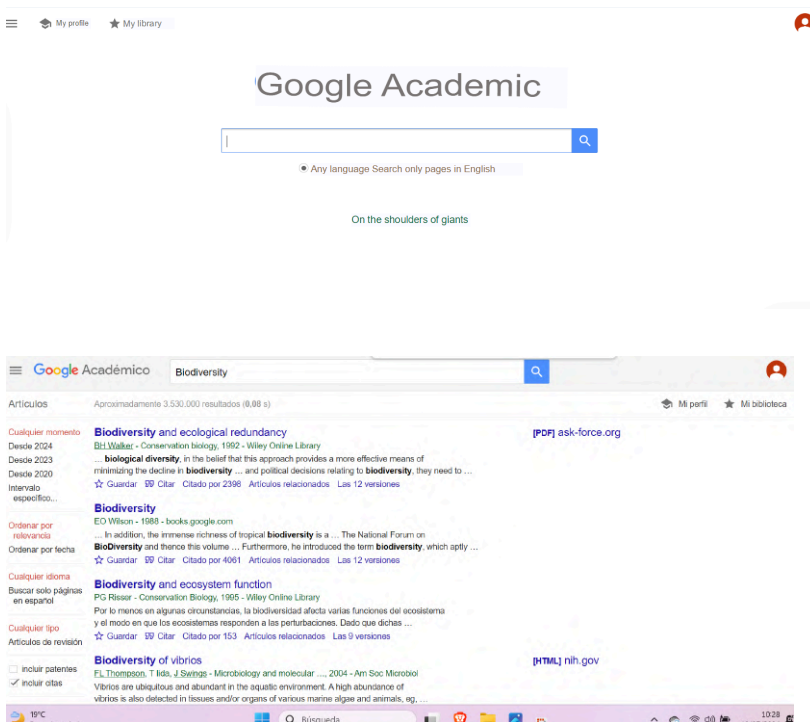 My profile
My library
Google Academic
Any language Search only pages in English
On the shoulders of giants
Google Académico
Biodiversity
Artículos
Aproximadamente 3.530.000 resultados (0,08 s)
Mi perfil
Mi biblioteca
Cualquier momento
Desde 2024
Desde 2023
Desde 2020
Intervalo
específico...
Ordenar por
relevancia
Ordenar por fecha
Cualquier idioma
Buscar solo páginas
en español
Cualquier tipo
Artículos de revisión
incluir patentes
incluir citas
Biodiversity and ecological redundancy
[PDF] ask-force.org
BH Walker - Conservation biology, 1992 - Wiley Online Library
... biological diversity, in the belief that this approach provides a more effective means of
minimizing the decline in biodiversity ... and political decisions relating to biodiversity, they need to ...
Guardar Citar Citado por 2398 Artículos relacionados Las 12 versiones
Biodiversity
EO Wilson - 1988 - books.google.com
... In addition, the immense richness of tropical biodiversity is a ... The National Forum on
BioDiversity and thence this volume ... Furthermore, he introduced the term biodiversity, which aptly ...
Guardar Citar Citado por 4061 Artículos relacionados Las 12 versiones
Biodiversity and ecosystem function
PG Risser - Conservation Biology, 1995 - Wiley Online Library
Por lo menos en algunas circunstancias, la biodiversidad afecta varias funciones del ecosistema
y el modo en que los ecosistemas responden a las perturbaciones. Dado que dichas ...
Guardar Citar Citado por 153 Artículos relacionados Las 9 versiones
Biodiversity of vibrios
[HTML] nih.gov
FL Thompson, T Iida, J Swings - Microbiology and molecular ..., 2004 - Am Soc Microbiol
Vibrios are ubiquitous and abundant in the aquatic environment. A high abundance of
vibrios is also detected in tissues and/or organs of various marine algae and animals, eg, ...
19°C
Búsqueda
10:28